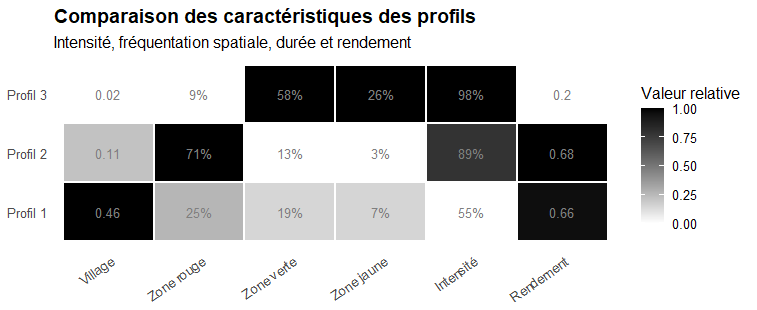 Comparaison des caractéristiques des profils
Intensité, fréquentation spatiale, durée et rendement
Profil 3 0.02 9% 58% 26% 98% 0.2
Profil 2 0.11 71% 13% 3% 89% 0.68
Profil 1 0.46 25% 19% 7% 55% 0.66
Village Zone rouge Zone verte Zone jaune Intensité Rendement
Valeur relative
1.00
0.75
0.50
0.25
0.00